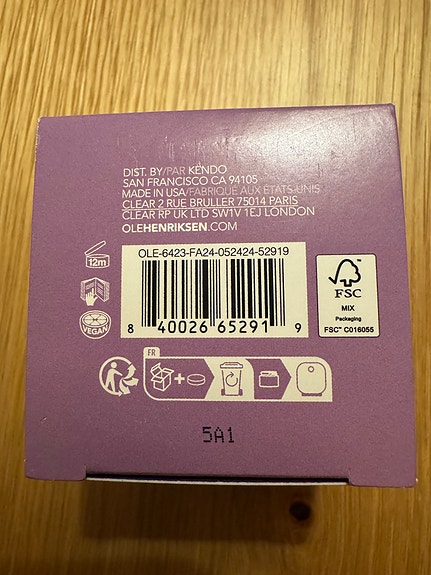 DIST. BY/PAR KENDO
SAN FRANCISCO CA 94105
MADE IN USA/FABRIQUÉ AUX ÉTATS-UNIS
CLEAR 2 RUE BRULLER 75014 PARIS
CLEAR RP UK LTD SW1V 1EJ LONDON
OLEHENRIKSEN.COM
OLE-6423-FA24-052424-52919
12m
VEGAN
8 40026 65291 9
FSC
MIX
Packaging
FSC™ C016055
FR
+
5A1